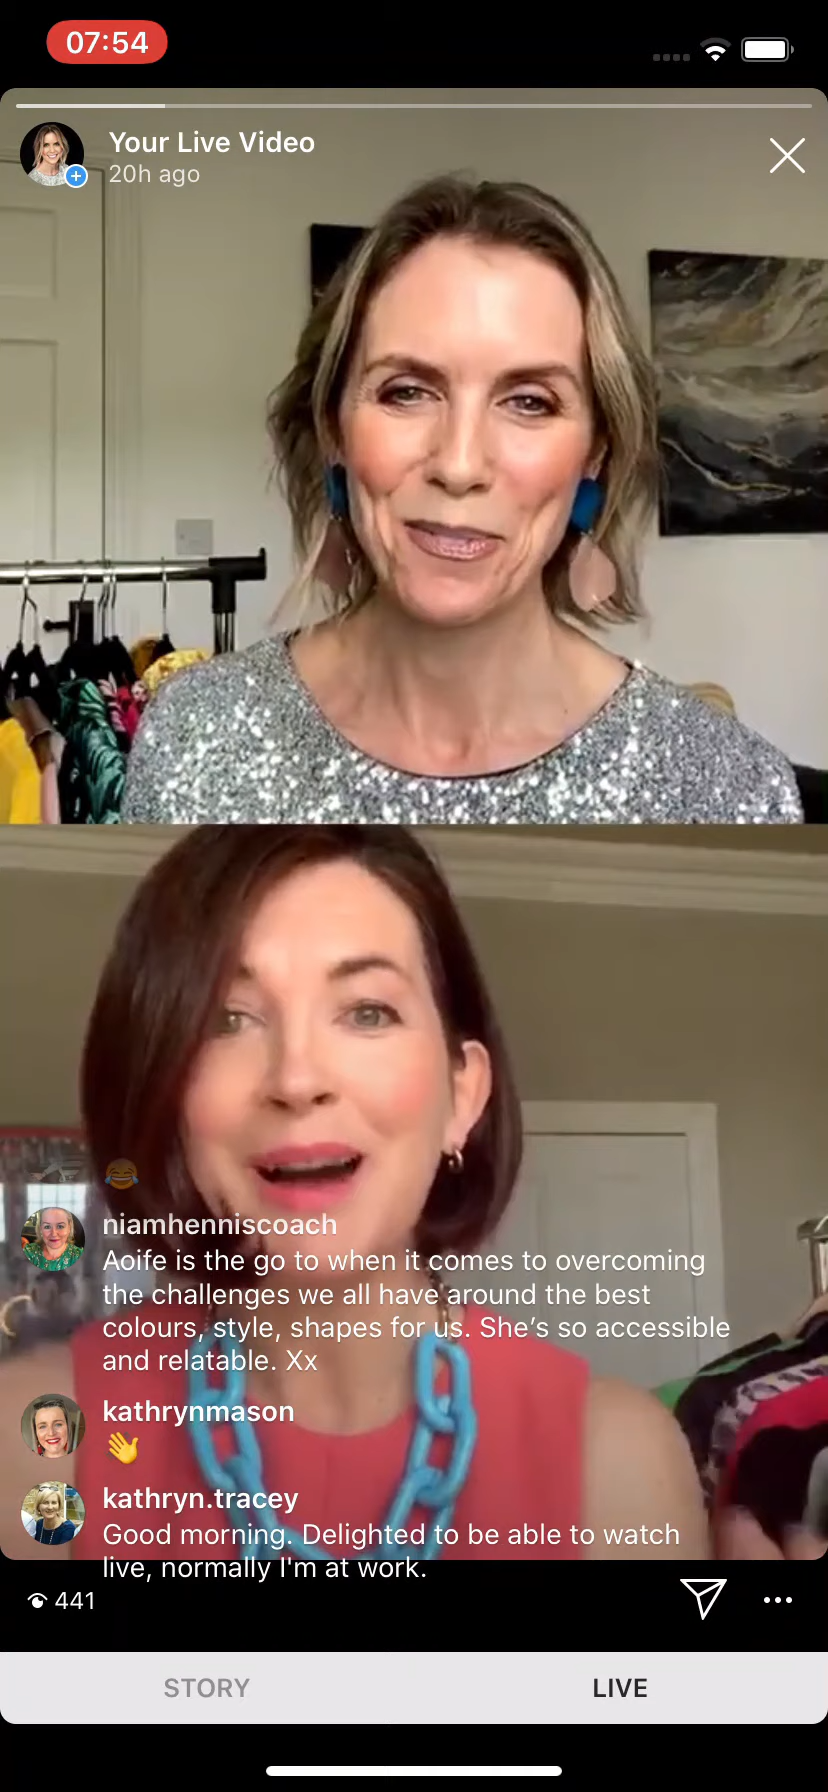 07:54
Your Live Video
20h ago
😂
niamhenniscoach
Aoife is the go to when it comes to overcoming
the challenges we all have around the best
colours, style, shapes for us. She’s so accessible
and relatable. Xx
kathrynmason
👋
kathryn.tracey
Good morning. Delighted to be able to watch
live, normally I'm at work.
441
STORY
LIVE